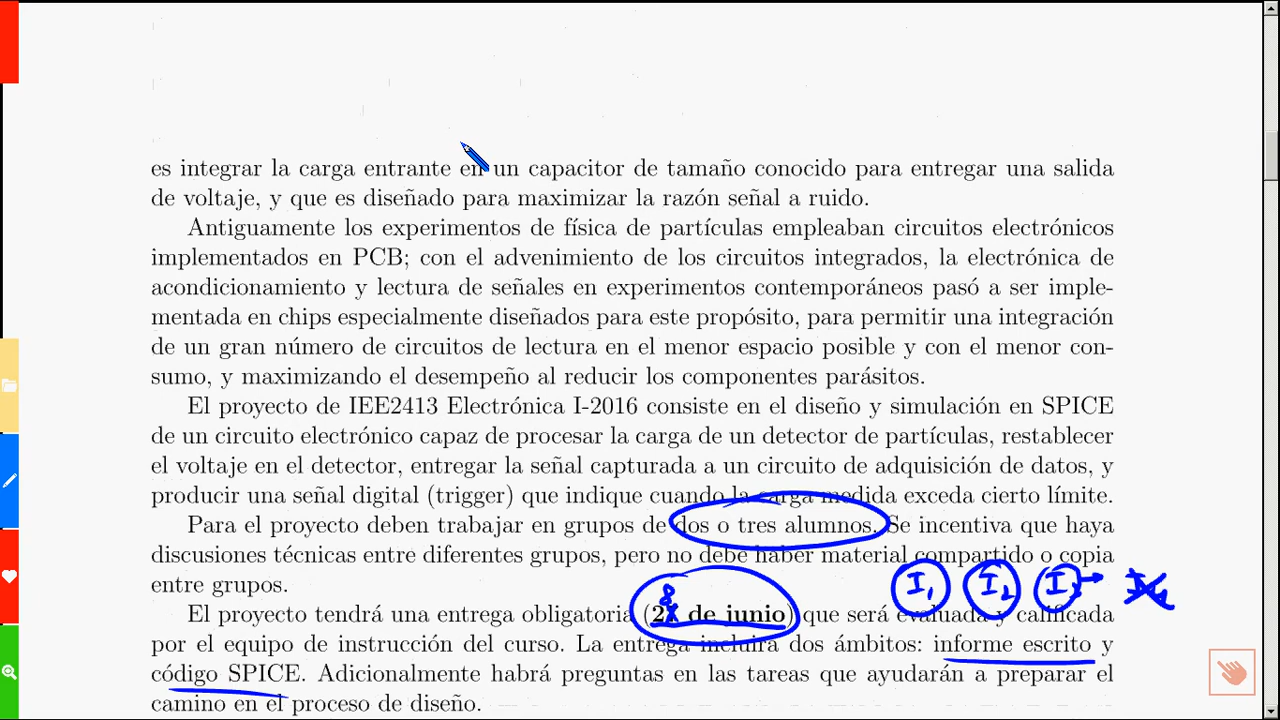 es integrar la carga entrante en un capacitor de tamaño conocido para entregar una salida
de voltaje, y que es diseñado para maximizar la razón señal a ruido.
Antiguamente los experimentos de física de partículas empleaban circuitos electrónicos
implementados en PCB; con el advenimiento de los circuitos integrados, la electrónica de
acondicionamiento y lectura de señales en experimentos contemporáneos pasó a ser imple-
mentada en chips especialmente diseñados para este propósito, para permitir una integración
de un gran número de circuitos de lectura en el menor espacio posible y con el menor con-
sumo, y maximizando el desempeño al reducir los componentes parásitos.
El proyecto de IEE2413 Electrónica I-2016 consiste en el diseño y simulación en SPICE
de un circuito electrónico capaz de procesar la carga de un detector de partículas, restablecer
el voltaje en el detector, entregar la señal capturada a un circuito de adquisición de datos, y
producir una señal digital (trigger) que indique cuando la carga medida exceda cierto límite.
Para el proyecto deben trabajar en grupos de dos o tres alumnos. Se incentiva que haya
discusiones técnicas entre diferentes grupos, pero no debe haber material compartido o copia
entre grupos.
I₁ I₂ I₃
8
El proyecto tendrá una entrega obligatoria (2 de junio) que será evaluada y calificada
por el equipo de instrucción del curso. La entrega incluirá dos ámbitos: informe escrito y
código SPICE. Adicionalmente habrá preguntas en las tareas que ayudarán a preparar el
camino en el proceso de diseño.